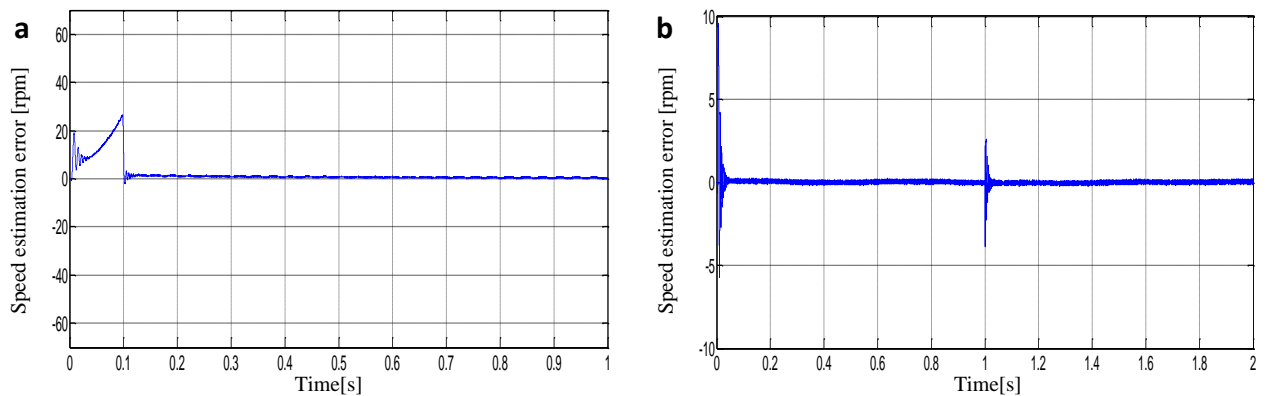 a
Speed estimation error [rpm]
60
40
20
0
-20
-40
-60
0 0.1 0.2 0.3 0.4 0.5 0.6 0.7 0.8 0.9 1
Time[s]
b
Speed estimation error [rpm]
10
5
0
-5
-10
0 0.2 0.4 0.6 0.8 1 1.2 1.4 1.6 1.8 2
Time[s]